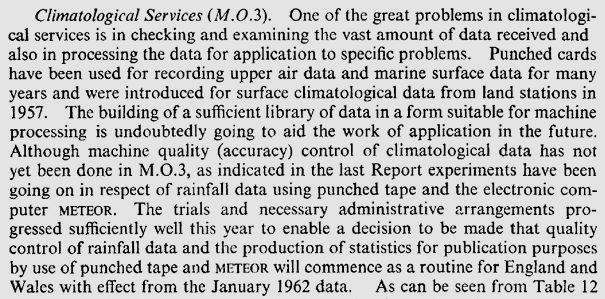 Climatological Services (M.O.3). One of the great problems in climatologi-
cal services is in checking and examining the vast amount of data received and
also in processing the data for application to specific problems. Punched cards
have been used for recording upper air data and marine surface data for many
years and were introduced for surface climatological data from land stations in
1957. The building of a sufficient library of data in a form suitable for machine
processing is undoubtedly going to aid the work of application in the future.
Although machine quality (accuracy) control of climatological data has not
yet been done in M.O.3, as indicated in the last Report experiments have been
going on in respect of rainfall data using punched tape and the electronic com-
puter METEOR. The trials and necessary administrative arrangements pro-
gressed sufficiently well this year to enable a decision to be made that quality
control of rainfall data and the production of statistics for publication purposes
by use of punched tape and METEOR will commence as a routine for England and
Wales with effect from the January 1962 data. As can be seen from Table 12